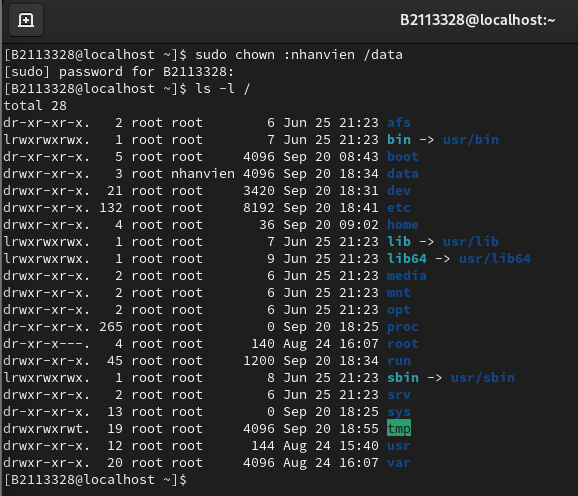 B2113328@localhost:~
[B2113328@localhost ~]$ sudo chown :nhanvien /data
[sudo] password for B2113328:
[B2113328@localhost ~]$ ls -l /
total 28
dr-xr-xr-x.   2 root root        6 Jun 25 21:23 afs
lrwxrwxrwx.   1 root root        7 Jun 25 21:23 bin -> usr/bin
dr-xr-xr-x.   5 root root     4096 Sep 20 08:43 boot
drwxr-xr-x.   3 root nhanvien 4096 Sep 20 18:34 data
drwxr-xr-x.  21 root root     3420 Sep 20 18:31 dev
drwxr-xr-x. 132 root root     8192 Sep 20 18:41 etc
drwxr-xr-x.   4 root root       36 Sep 20 09:02 home
lrwxrwxrwx.   1 root root        7 Jun 25 21:23 lib -> usr/lib
lrwxrwxrwx.   1 root root        9 Jun 25 21:23 lib64 -> usr/lib64
drwxr-xr-x.   2 root root        6 Jun 25 21:23 media
drwxr-xr-x.   2 root root        6 Jun 25 21:23 mnt
drwxr-xr-x.   2 root root        6 Jun 25 21:23 opt
dr-xr-xr-x. 265 root root        0 Sep 20 18:25 proc
dr-xr-x---.   4 root root      140 Aug 24 16:07 root
drwxr-xr-x.  45 root root     1200 Sep 20 18:34 run
lrwxrwxrwx.   1 root root        8 Jun 25 21:23 sbin -> usr/sbin
drwxr-xr-x.   2 root root        6 Jun 25 21:23 srv
dr-xr-xr-x.  13 root root        0 Sep 20 18:25 sys
drwxrwxrwt.  19 root root     4096 Sep 20 18:55 tmp
drwxr-xr-x.  12 root root      144 Aug 24 15:40 usr
drwxr-xr-x.  20 root root     4096 Aug 24 16:07 var
[B2113328@localhost ~]$